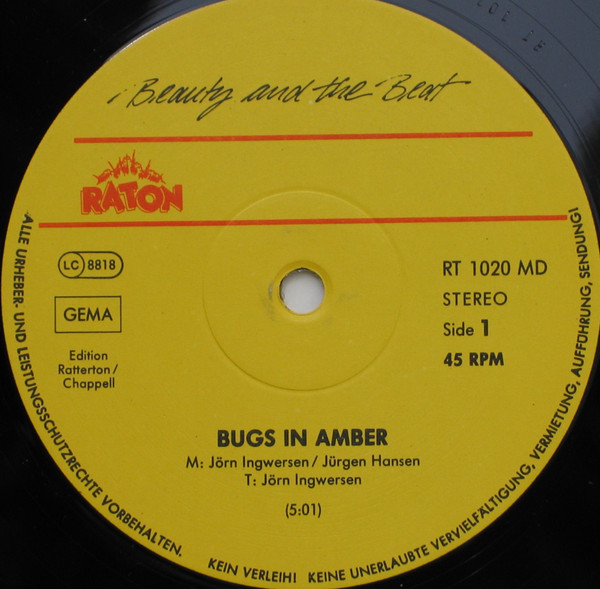 Beauty and the Beat
RATON
LC 8818
GEMA
Edition
Ratterton/
Chappell
RT 1020 MD
STEREO
Side 1
45 RPM
BUGS IN AMBER
M: Jörn Ingwersen / Jürgen Hansen
T: Jörn Ingwersen
(5:01)
ALLE URHEBER- UND LEISTUNGSSCHUTZRECHTE VORBEHALTEN. KEIN VERLEIH! KEINE UNERLAUBTE VERVIELFÄLTIGUNG, VERMIETUNG, AUFFÜHRUNG, SENDUNG!